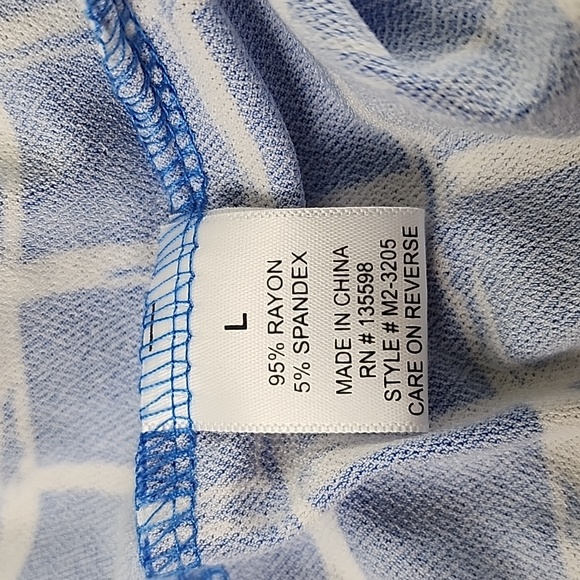 L
95% RAYON
5% SPANDEX
MADE IN CHINA
RN # 135598
STYLE # M2-3205
CARE ON REVERSE